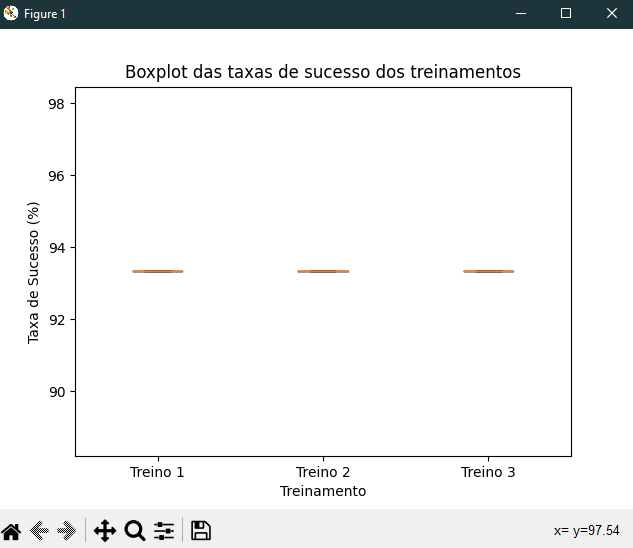 Figure 1
Boxplot das taxas de sucesso dos treinamentos
98
96
94
92
90
Taxa de Sucesso (%)
Treino 1 Treino 2 Treino 3
Treinamento
x= y=97.54